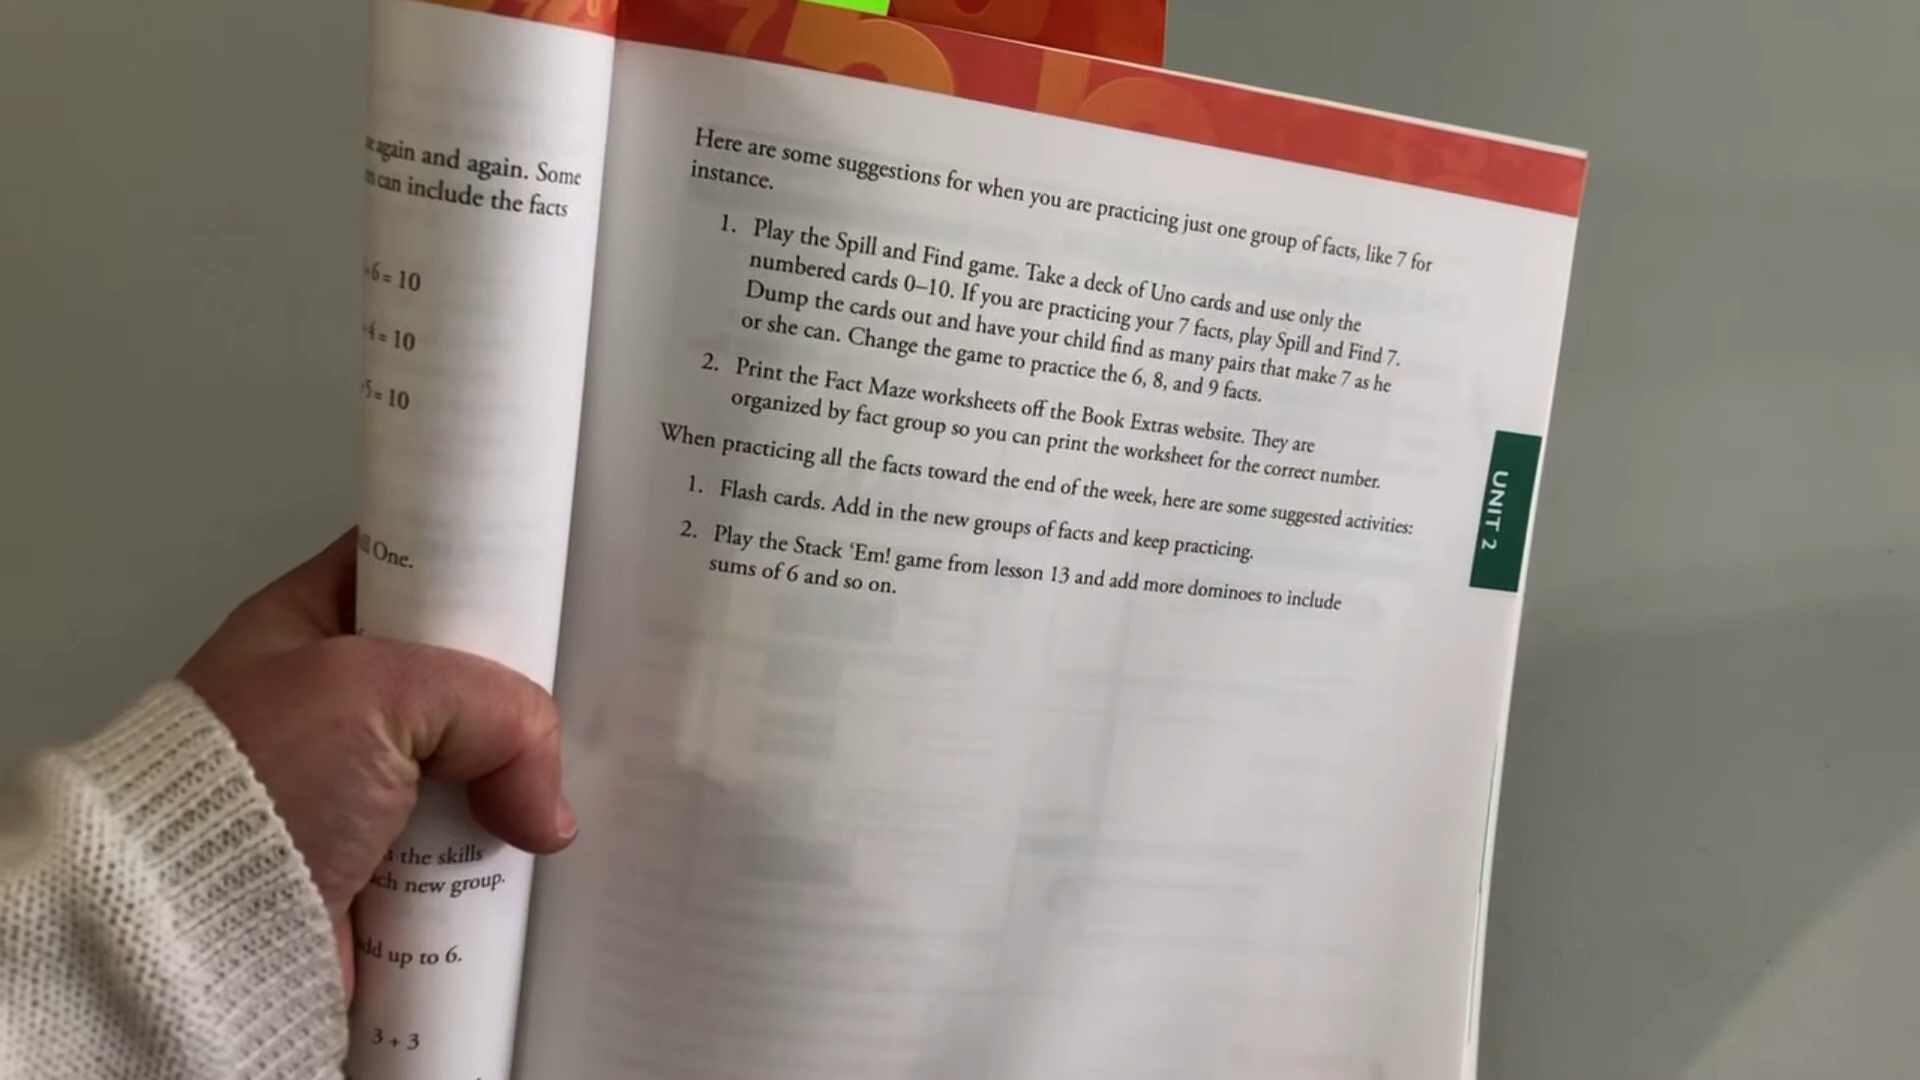 again and again. Some
can include the facts
6 = 10
4 = 10
5 = 10
One.
the skills
new group.
up to 6.
3 + 3
Here are some suggestions for when you are practicing just one group of facts, like 7 for
instance.
1. Play the Spill and Find game. Take a deck of Uno cards and use only the
numbered cards 0–10. If you are practicing your 7 facts, play Spill and Find 7.
Dump the cards out and have your child find as many pairs that make 7 as he
or she can. Change the game to practice the 6, 8, and 9 facts.
2. Print the Fact Maze worksheets off the Book Extras website. They are
organized by fact group so you can print the worksheet for the correct number.
When practicing all the facts toward the end of the week, here are some suggested activities:
1. Flash cards. Add in the new groups of facts and keep practicing.
2. Play the Stack ‘Em! game from lesson 13 and add more dominoes to include
sums of 6 and so on.
UNIT 2